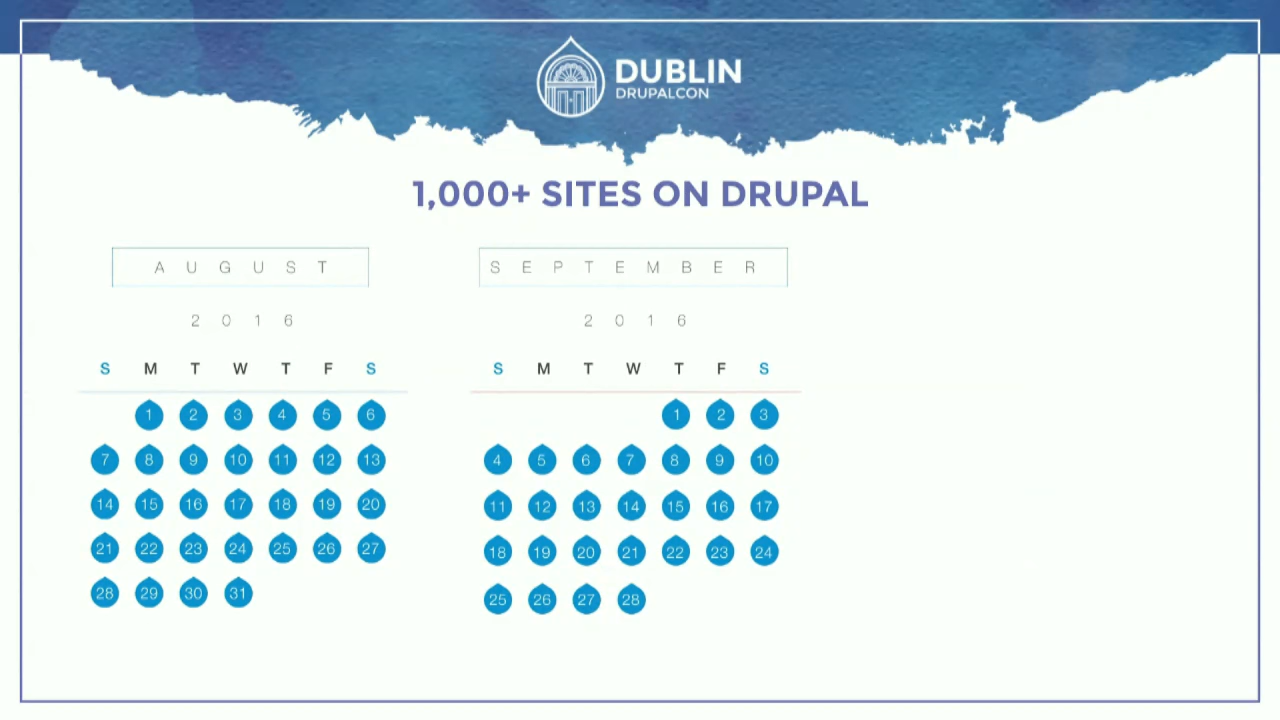 DUBLIN
DRUPALCON
1,000+ SITES ON DRUPAL
AUGUST
2016
S M T W T F S
1 2 3 4 5 6
7 8 9 10 11 12 13
14 15 16 17 18 19 20
21 22 23 24 25 26 27
28 29 30 31
SEPTEMBER
2016
S M T W T F S
1 2 3
4 5 6 7 8 9 10
11 12 13 14 15 16 17
18 19 20 21 22 23 24
25 26 27 28